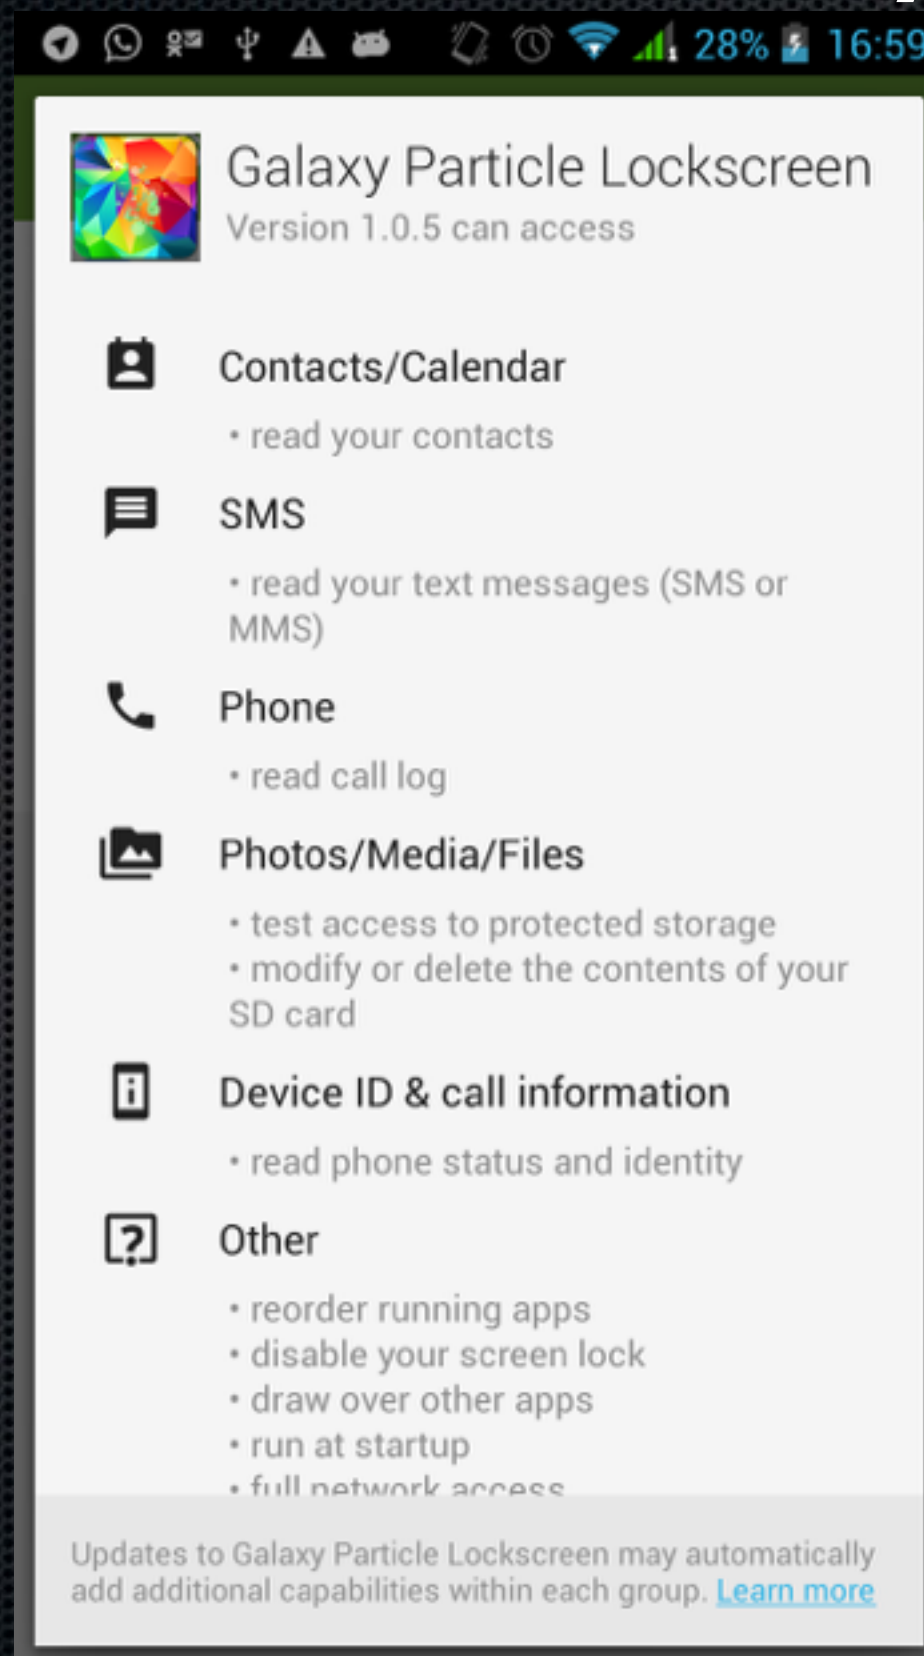 28% 16:59
Galaxy Particle Lockscreen
Version 1.0.5 can access
Contacts/Calendar
• read your contacts
SMS
• read your text messages (SMS or
MMS)
Phone
• read call log
Photos/Media/Files
• test access to protected storage
• modify or delete the contents of your
SD card
Device ID & call information
• read phone status and identity
Other
• reorder running apps
• disable your screen lock
• draw over other apps
• run at startup
• full network access
Updates to Galaxy Particle Lockscreen may automatically
add additional capabilities within each group. Learn more